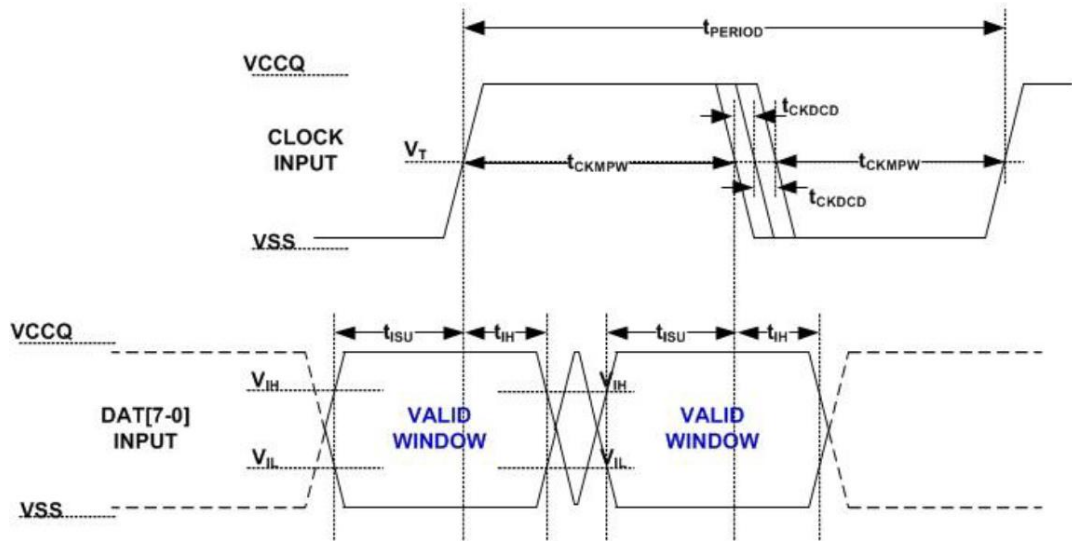 tPERIOD
VCCQ
tCKDCD
CLOCK
INPUT
VT
tCKMPW
tCKMPW
tCKDCD
VSS
VCCQ
tISU
tIH
tISU
tIH
VIH
VIH
DAT[7-0]
INPUT
VALID
WINDOW
VALID
WINDOW
VIL
VIL
VSS